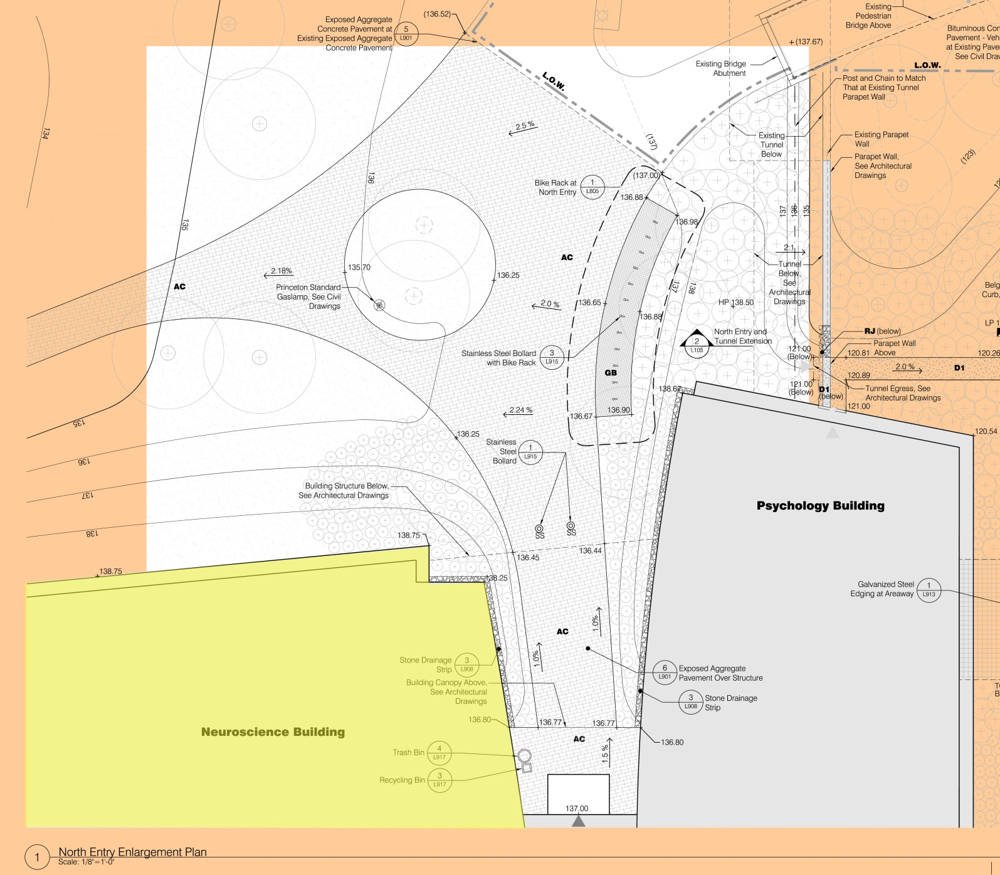 (136.52)
Exposed Aggregate
Concrete Pavement at
Existing Exposed Aggregate
Concrete Pavement
5
L901
Existing
Pedestrian
Bridge Above
(137.67)
Bituminous Con
Pavement - Veh
at Existing Pave
See Civil Draw
Existing Bridge
Abutment
L.O.W.
L.O.W.
Post and Chain to Match
That at Existing Tunnel
Parapet Wall
134
2.5 %
(137)
Existing
Tunnel
Below
Existing Parapet
Wall
Parapet Wall,
See Architectural
Drawings
(123)
136
Bike Rack at
North Entry
1
L805
(137.00)
136.88
136.98
135
137
136
135
AC
2:1
2.18%
135.70
136.25
AC
Princeton Standard
Gaslamp, See Civil
Drawings
Tunnel
Below,
See
Architectural
Drawings
137
138
2.0 %
136.65
136.88
HP 138.50
Belg
Curb,
LP 1
Stainless Steel Bollard
with Bike Rack
3
L915
2
L105
North Entry and
Tunnel Extension
RJ (below)
Parapet Wall
Above
121.00
(Below)
120.81
120.26
GB
2.0 %
D1
120.89
121.00
(Below)
D1
(below)
Tunnel Egress, See
Architectural Drawings
121.00
138.67
2.24 %
136.67
136.90
135
136.25
120.54
Stainless
Steel
Bollard
1
L915
136
137
Building Structure Below,
See Architectural Drawings
Psychology Building
138
SS
SS
138.75
136.45
136.44
138.75
138.25
Galvanized Steel
Edging at Areaway
1
L913
1.0%
AC
1.0%
Stone Drainage
Strip
3
L908
6
L901
Exposed Aggregate
Pavement Over Structure
Building Canopy Above,
See Architectural
Drawings
3
L908
Stone Drainage
Strip
136.80
136.77
136.77
Neuroscience Building
AC
136.80
Trash Bin
4
L917
1.5 %
Recycling Bin
3
L917
137.00
1
North Entry Enlargement Plan
Scale: 1/8"=1'-0"